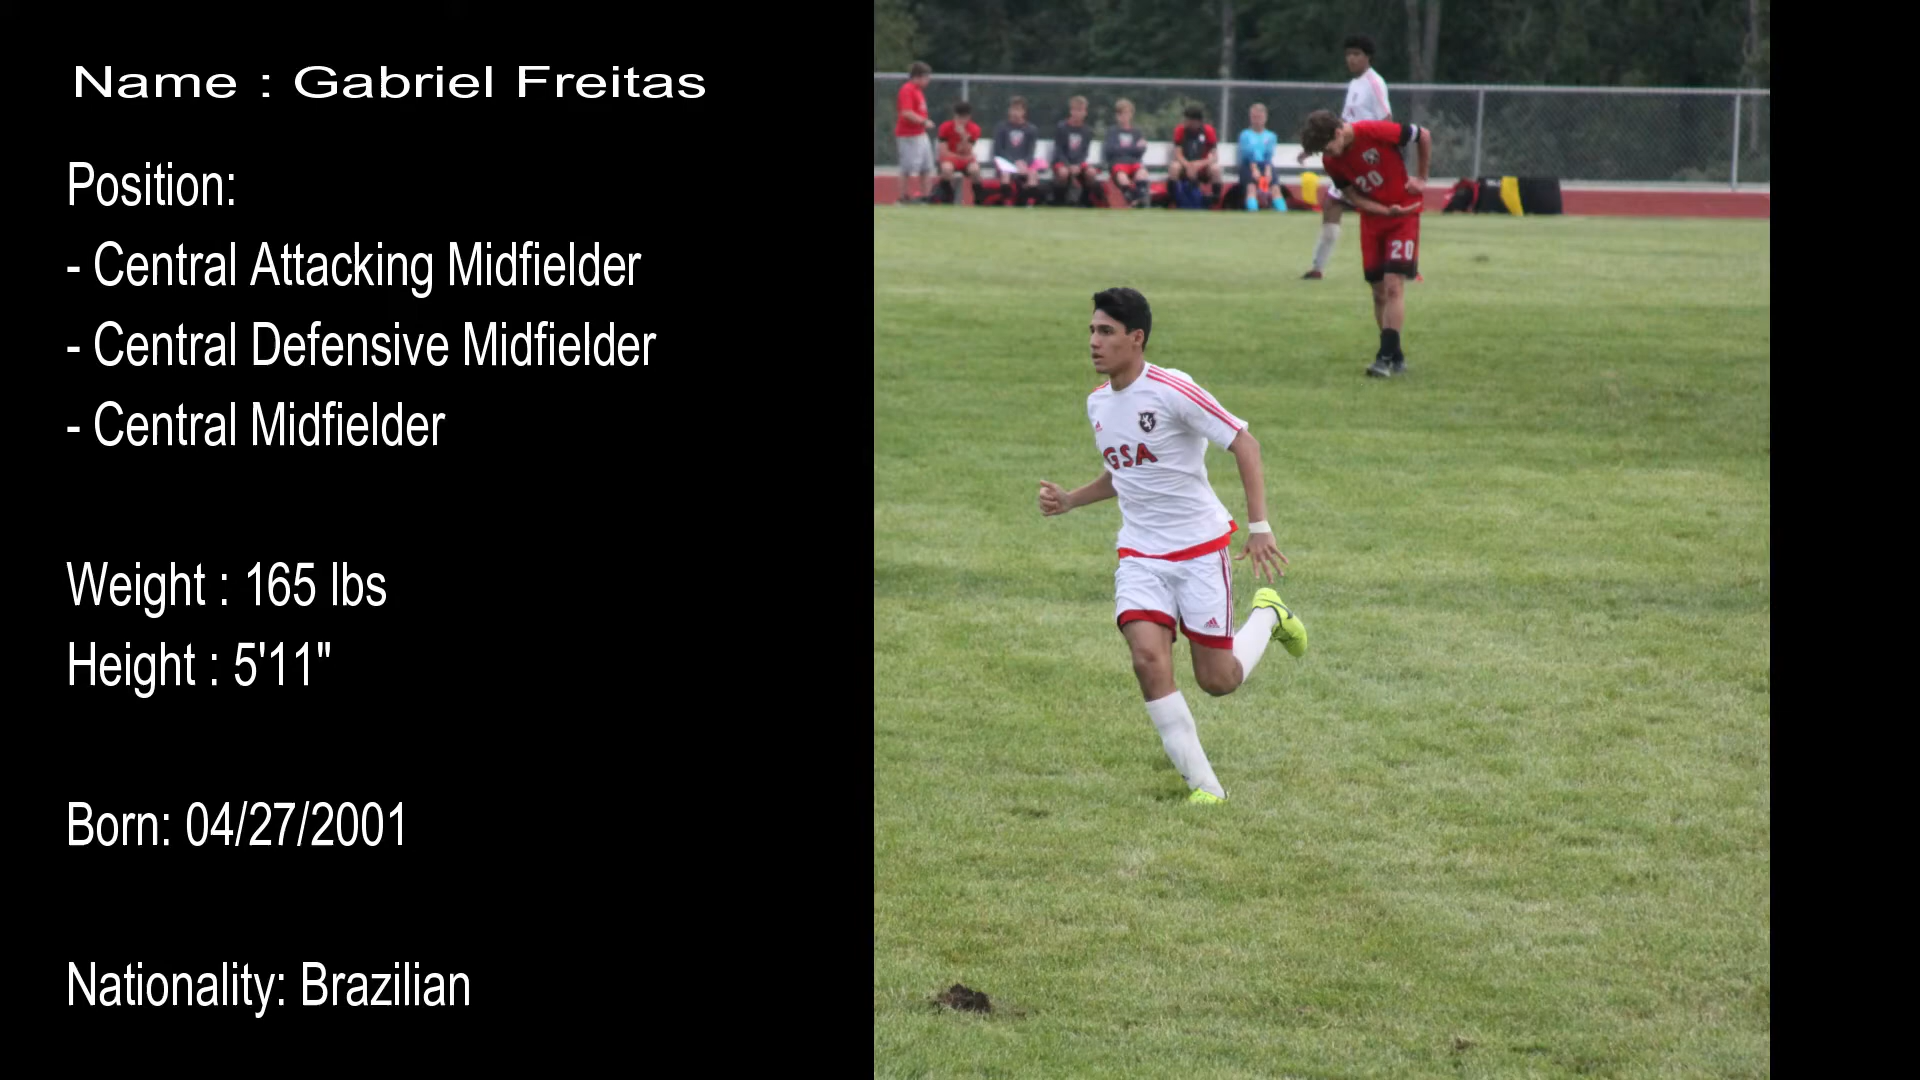 Name : Gabriel Freitas
Position:
- Central Attacking Midfielder
- Central Defensive Midfielder
- Central Midfielder
Weight : 165 lbs
Height : 5'11"
Born: 04/27/2001
Nationality: Brazilian
20
20
GSA